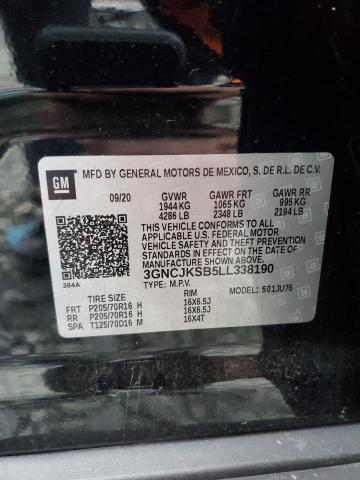 GM
MFD BY GENERAL MOTORS DE MEXICO, S. DE R.L. DE C.V.
09/20 GVWR GAWR FRT GAWR RR
1944 KG 1065 KG 995 KG
4286 LB 2348 LB 2194 LB
THIS VEHICLE CONFORMS TO ALL
APPLICABLE U.S. FEDERAL MOTOR
VEHICLE SAFETY STANDARDS IN
EFFECT ON THE DATE OF
MANUFACTURE SHOWN ABOVE.
3GNCJKSB5LL338190
384A TYPE: M.P.V. MODEL: 501JU76
TIRE SIZE RIM
FRT P205/70R16 H 16X6.5J
RR P205/70R16 H 16X6.5J
SPA T125/70D16 M 16X4T